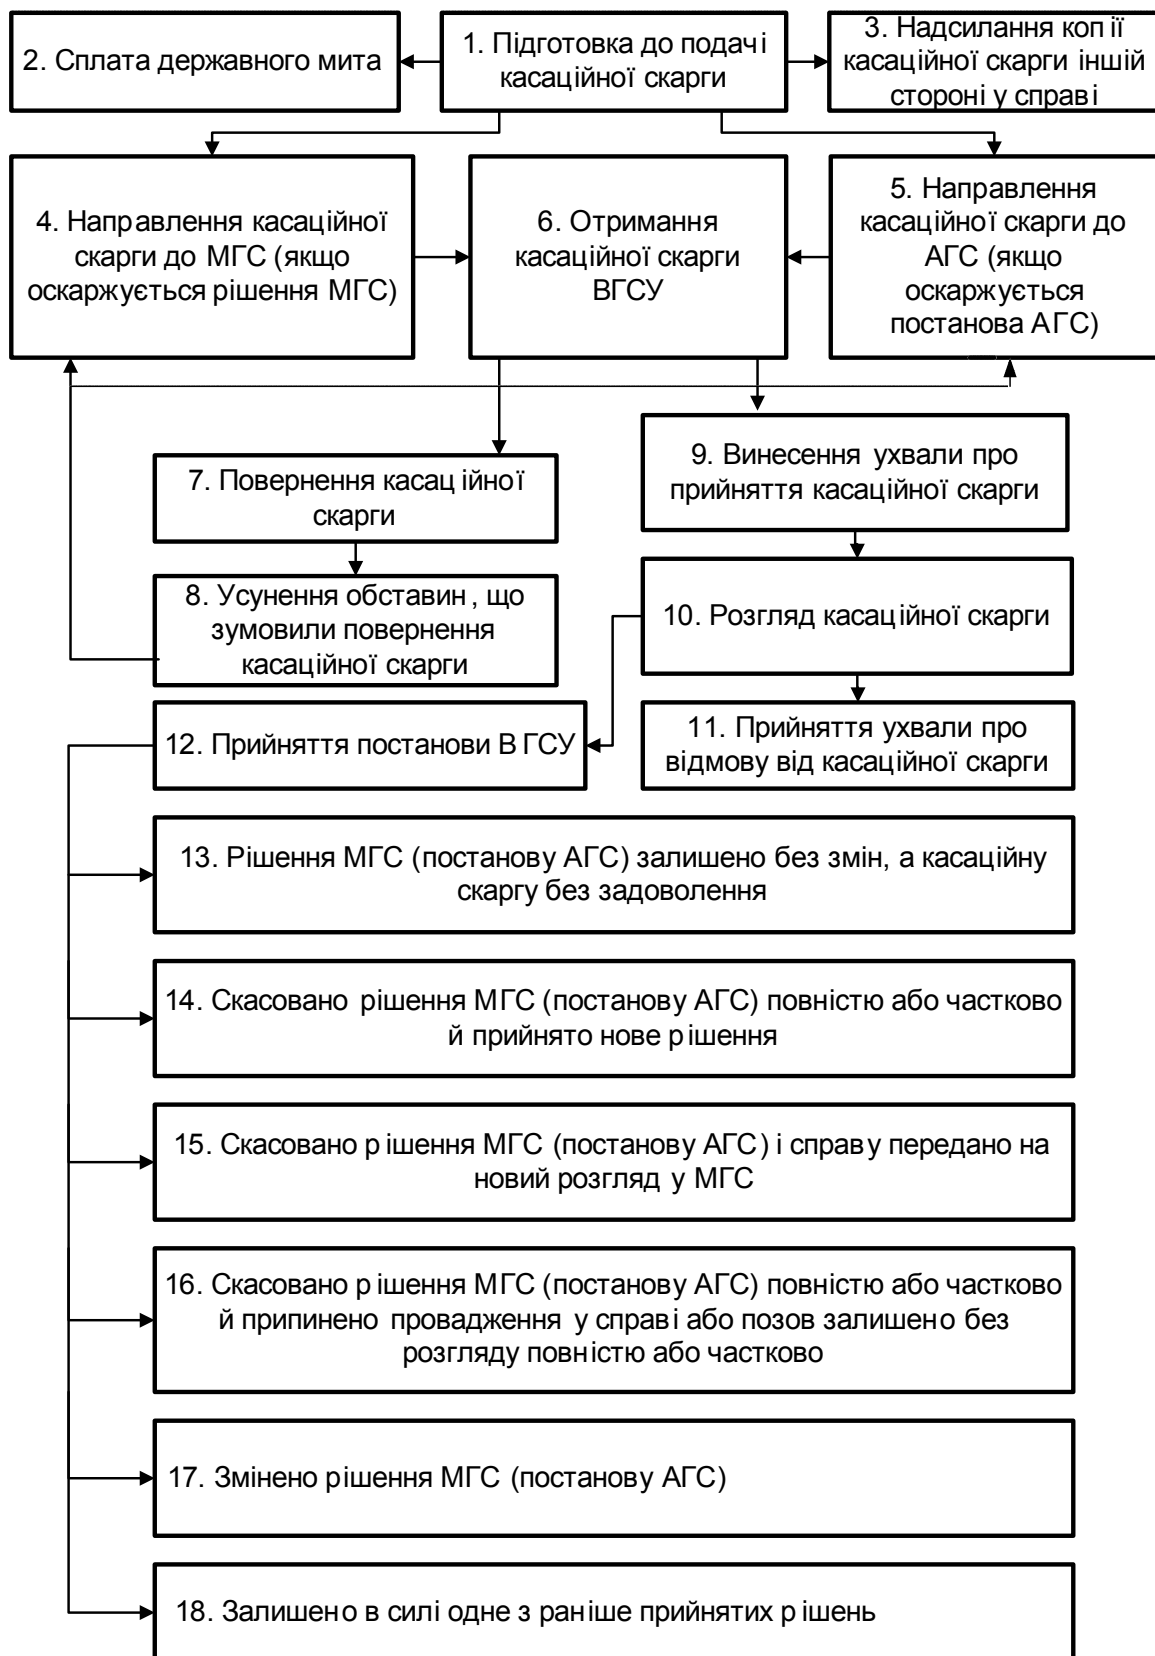 2. Сплата державного мита
1. Підготовка до подачі
касаційної скарги
3. Надсилання копії
касаційної скарги іншій
стороні у справі
4. Направлення касаційної
скарги до МГС (якщо
оскаржується рішення МГС)
6. Отримання
касаційної скарги
ВГСУ
5. Направлення
касаційної скарги до
АГС (якщо
оскаржується
постанова АГС)
7. Повернення касаційної
скарги
9. Винесення ухвали про
прийняття касаційної скарги
8. Усунення обставин, що
зумовили повернення
касаційної скарги
10. Розгляд касаційної скарги
12. Прийняття постанови ВГСУ
11. Прийняття ухвали про
відмову від касаційної скарги
13. Рішення МГС (постанову АГС) залишено без змін, а касаційну
скаргу без задоволення
14. Скасовано рішення МГС (постанову АГС) повністю або частково
й прийнято нове рішення
15. Скасовано рішення МГС (постанову АГС) і справу передано на
новий розгляд у МГС
16. Скасовано рішення МГС (постанову АГС) повністю або частково
й припинено провадження у справі або позов залишено без
розгляду повністю або частково
17. Змінено рішення МГС (постанову АГС)
18. Залишено в силі одне з раніше прийнятих рішень